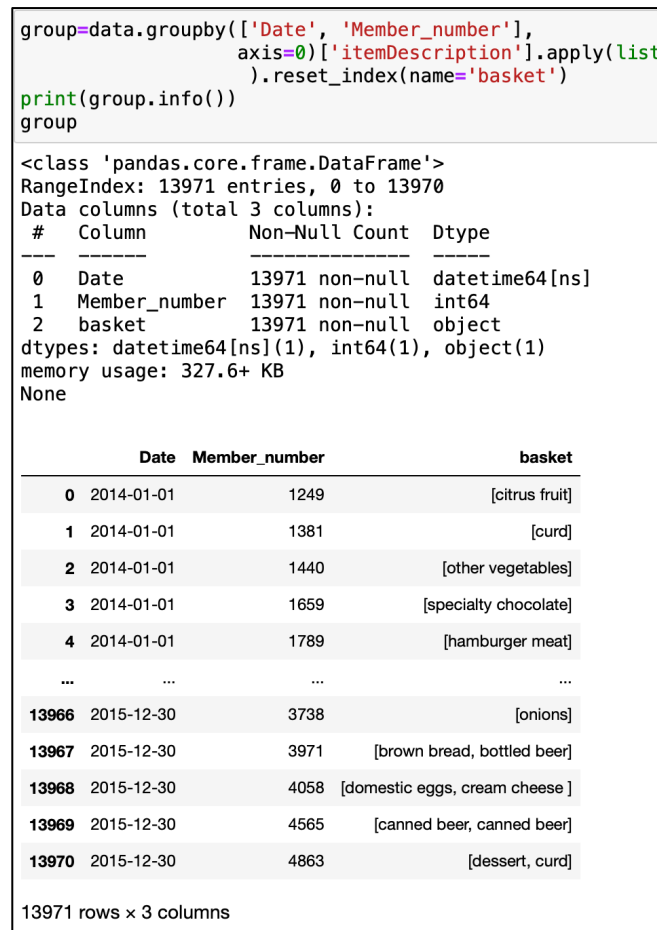 group=data.groupby(['Date', 'Member_number'],
axis=0)['itemDescription'].apply(list
).reset_index(name='basket')
print(group.info())
group
<class 'pandas.core.frame.DataFrame'>
RangeIndex: 13971 entries, 0 to 13970
Data columns (total 3 columns):
# Column Non-Null Count Dtype
--- ------ -------------- -----
0 Date 13971 non-null datetime64[ns]
1 Member_number 13971 non-null int64
2 basket 13971 non-null object
dtypes: datetime64[ns](1), int64(1), object(1)
memory usage: 327.6+ KB
None
Date Member_number basket
0 2014-01-01 1249 [citrus fruit]
1 2014-01-01 1381 [curd]
2 2014-01-01 1440 [other vegetables]
3 2014-01-01 1659 [specialty chocolate]
4 2014-01-01 1789 [hamburger meat]
... ... ... ...
13966 2015-12-30 3738 [onions]
13967 2015-12-30 3971 [brown bread, bottled beer]
13968 2015-12-30 4058 [domestic eggs, cream cheese ]
13969 2015-12-30 4565 [canned beer, canned beer]
13970 2015-12-30 4863 [dessert, curd]
13971 rows × 3 columns